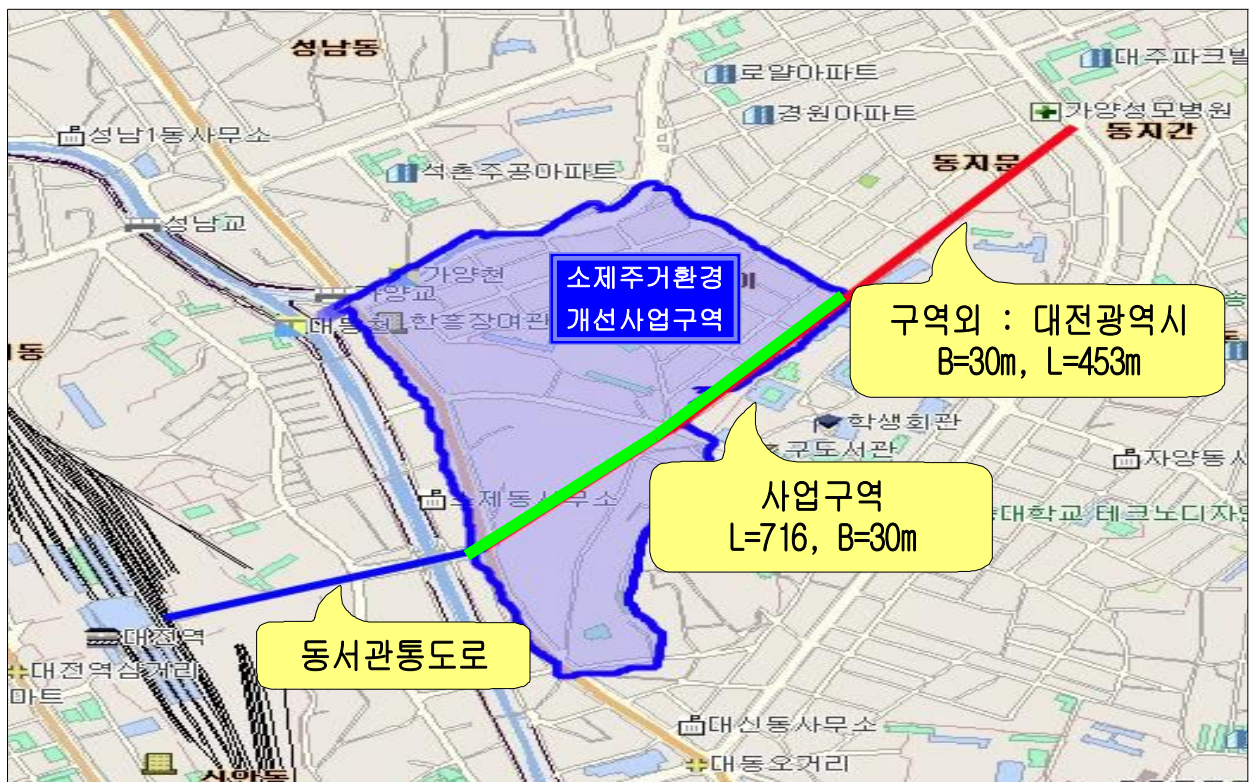 성남동
대주파크빌
로얄아파트
경원아파트
가양성모병원
동지간
성남1동사무소
동지문
석촌주공아파트
성남교
가양천
소제주거환경
개선사업구역
가양교
한흥장여관
구역외 : 대전광역시
B=30m, L=453m
학생회관
구도서관
자양동사
사업구역
L=716, B=30m
소제동사무소
대학교 테크노디자인
대전역
동서관통도로
대전역삼거리
마트
대신동사무소
대동오거리
신안동